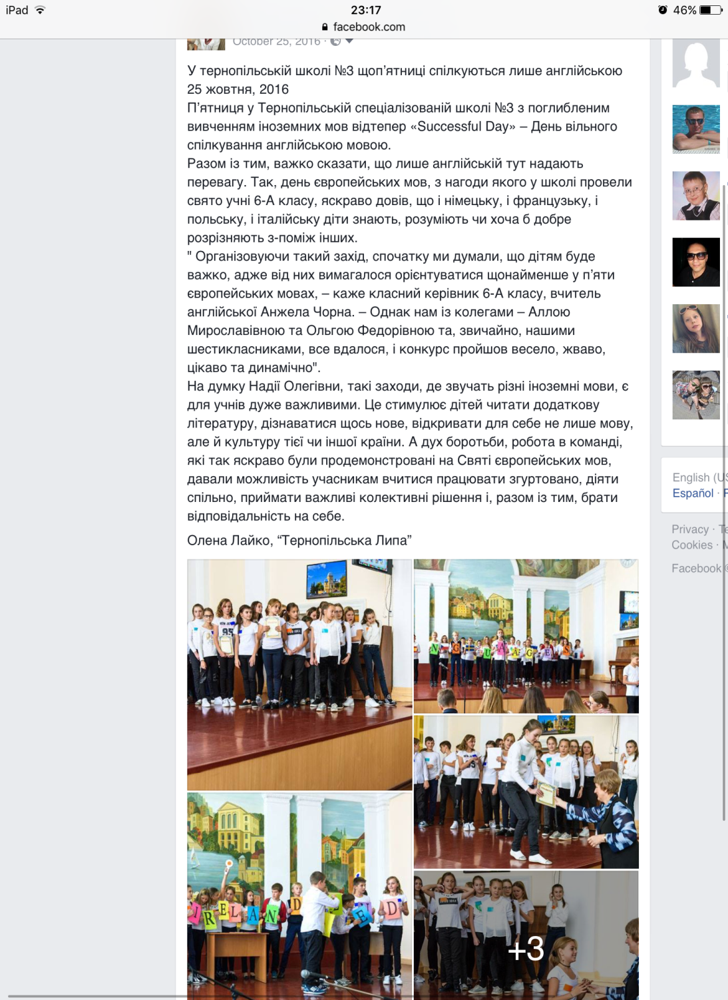 iPad
23:17
46%
facebook.com
October 25, 2016 ·
У тернопільській школі №3 щоп’ятниці спілкуються лише англійською
25 жовтня, 2016
П’ятниця у Тернопільській спеціалізованій школі №3 з поглибленим
вивченням іноземних мов відтепер «Successful Day» – День вільного
спілкування англійською мовою.
Разом із тим, важко сказати, що лише англійській тут надають
перевагу. Так, день європейських мов, з нагоди якого у школі провели
свято учні 6-А класу, яскраво довів, що і німецьку, і французьку, і
польську, і італійську діти знають, розуміють чи хоча б добре
розрізняють з-поміж інших.
" Організовуючи такий захід, спочатку ми думали, що дітям буде
важко, адже від них вимагалося орієнтуватися щонайменше у п’яти
європейських мовах, – каже класний керівник 6-А класу, вчитель
англійської Анжела Чорна. – Однак нам із колегами – Аллою
Мирославівною та Ольгою Федорівною та, звичайно, нашими
шестикласниками, все вдалося, і конкурс пройшов весело, жваво,
цікаво та динамічно".
На думку Надії Олегівни, такі заходи, де звучать різні іноземні мови, є
для учнів дуже важливими. Це стимулює дітей читати додаткову
літературу, дізнаватися щось нове, відкривати для себе не лише мову,
але й культуру тієї чи іншої країни. А дух боротьби, робота в команді,
які так яскраво були продемонстровані на Святі європейських мов,
давали можливість учасникам вчитися працювати згуртовано, діяти
спільно, приймати важливі колективні рішення і, разом із тим, брати
відповідальність на себе.
Олена Лайко, “Тернопільська Липа”
95
NGUAGES
IRELAND
ED
+3
English (US
Español ·
Privacy ·
Cookies ·
Facebook ©